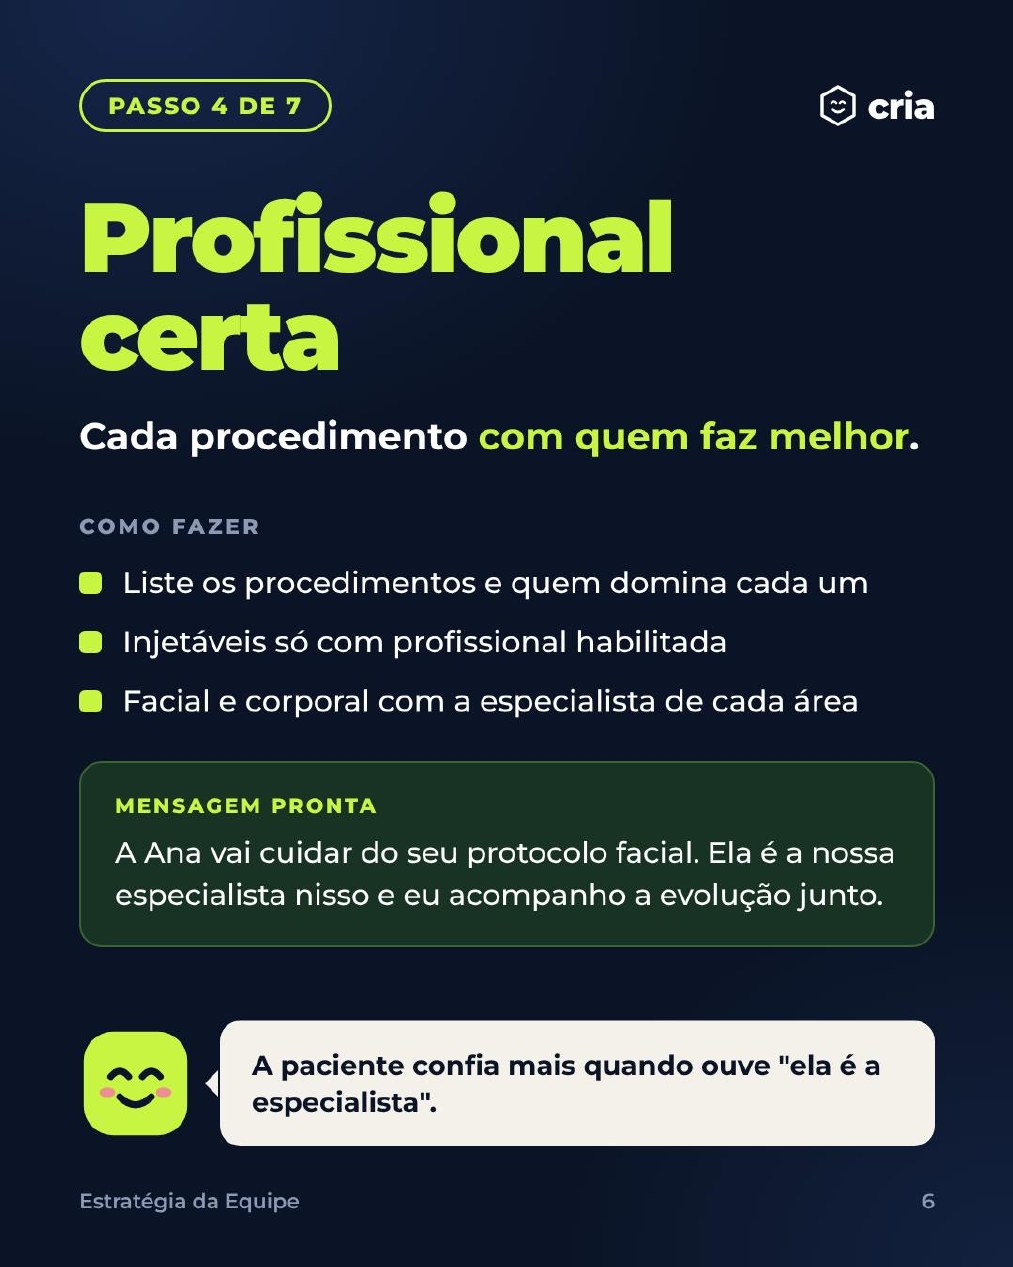 PASSO 4 DE 7
cria
Profissional
certa
Cada procedimento com quem faz melhor.
COMO FAZER
Liste os procedimentos e quem domina cada um
Injetáveis só com profissional habilitada
Facial e corporal com a especialista de cada área
MENSAGEM PRONTA
A Ana vai cuidar do seu protocolo facial. Ela é a nossa
especialista nisso e eu acompanho a evolução junto.
A paciente confia mais quando ouve "ela é a
especialista".
Estratégia da Equipe
6